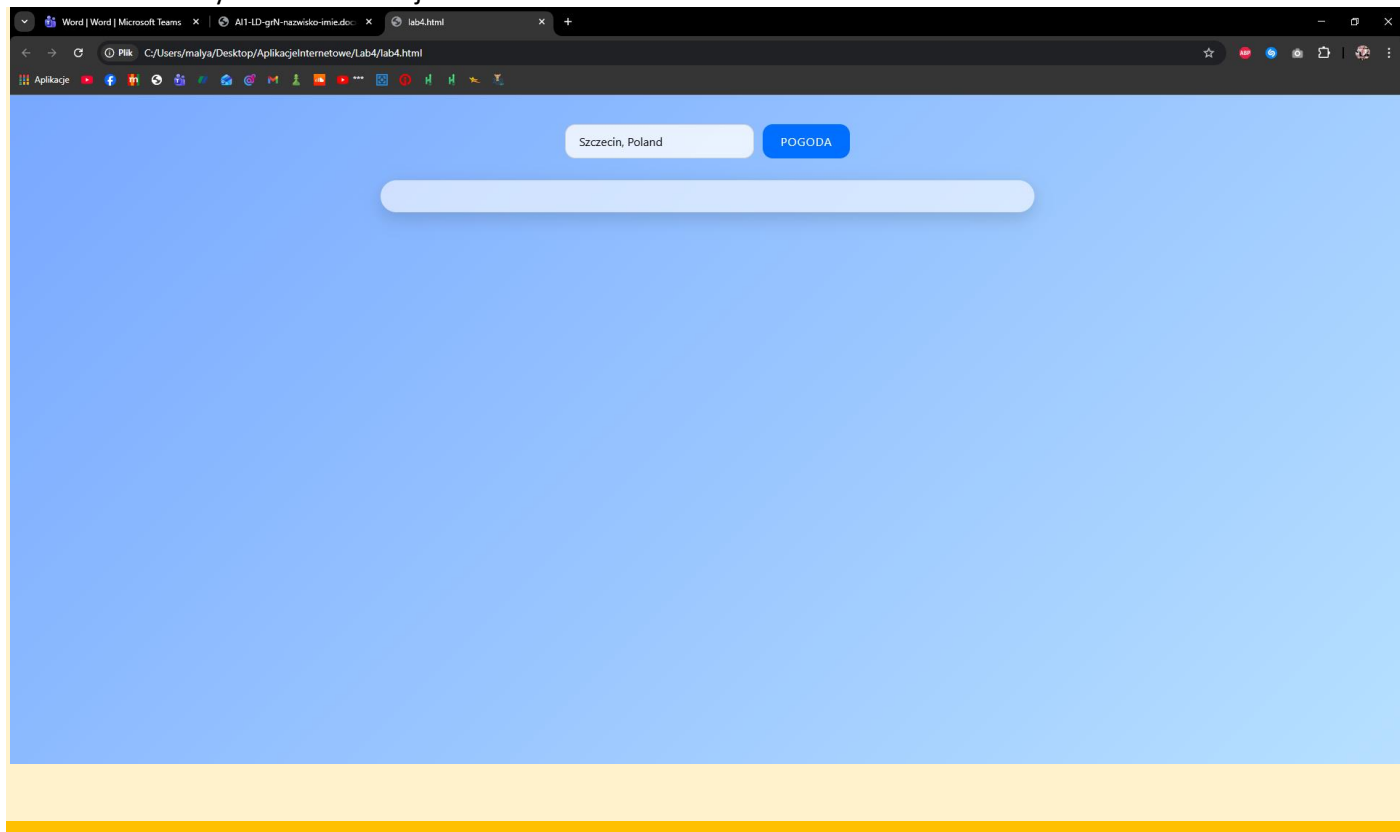 Word | Word | Microsoft Teams
AI1-LD-grN-nazwisko-imie.doc
lab4.html
Plik
C:/Users/malya/Desktop/AplikacjeInternetowe/Lab4/lab4.html
ABP
Aplikacje
Szczecin, Poland
POGODA